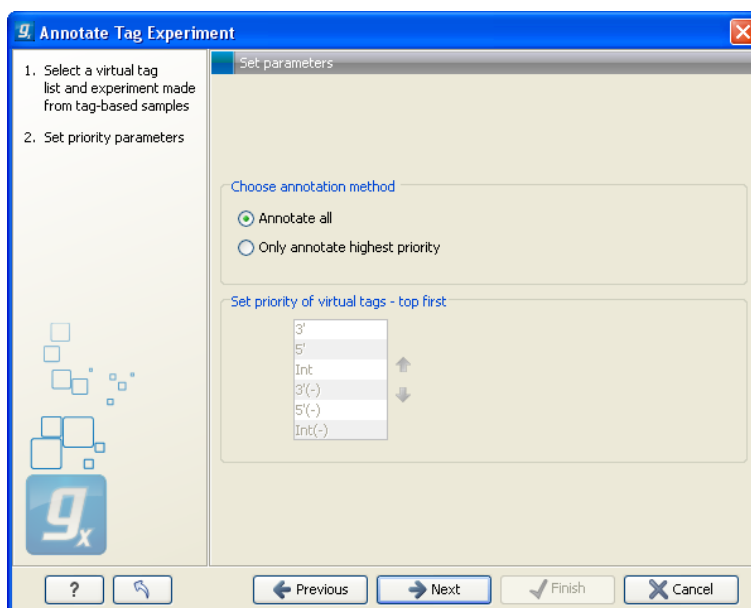 Annotate Tag Experiment
1. Select a virtual tag
list and experiment made
from tag-based samples
2. Set priority parameters
Set parameters
Choose annotation method
Annotate all
Only annotate highest priority
Set priority of virtual tags - top first
3'
5'
Int
3'(-)
5'(-)
Int(-)
gx
?
Previous
Next
Finish
Cancel